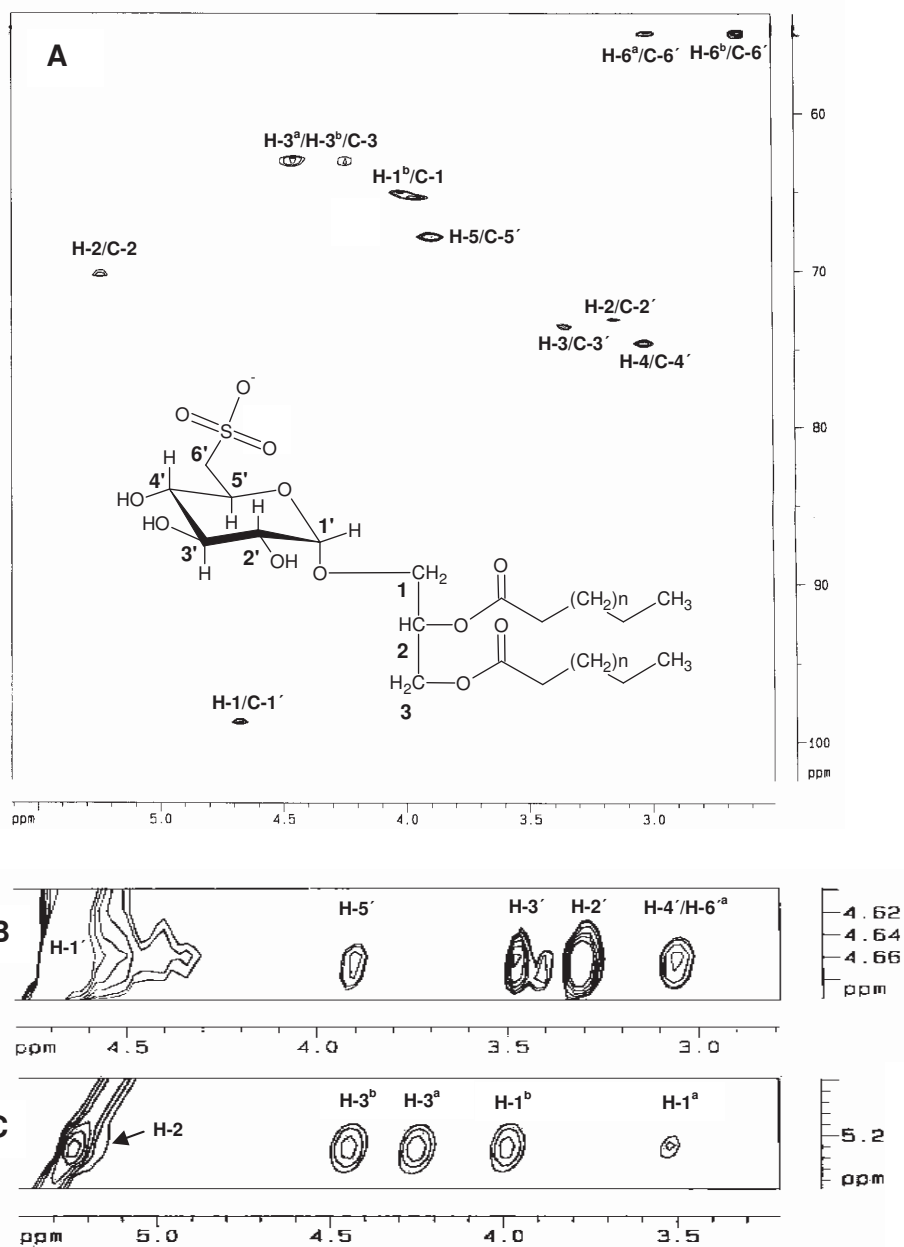 A
H-6ᵃ/C-6´ H-6ᵇ/C-6´
60
H-3ᵃ/H-3ᵇ/C-3
H-1ᵇ/C-1
H-5/C-5´
H-2/C-2
70
H-2/C-2´
H-3/C-3´
H-4/C-4´
O⁻
O
S
O
80
6'
H
4'
5'
O
HO
H
H
1'
H
HO
3'
2'
OH
H
O
CH₂
1
O
90
(CH₂)n
CH₃
HC
O
2
O
(CH₂)n
CH₃
H₂C
O
3
H-1/C-1´
100
ppm
ppm 5.0 4.5 4.0 3.5 3.0
B
H-1´
H-5´ H-3´ H-2´ H-4´/H-6´ᵃ
4.62
4.64
4.66
ppm
ppm 4.5 4.0 3.5 3.0
C
H-2
H-3ᵇ H-3ᵃ H-1ᵇ H-1ᵃ
5.2
ppm
ppm 5.0 4.5 4.0 3.5